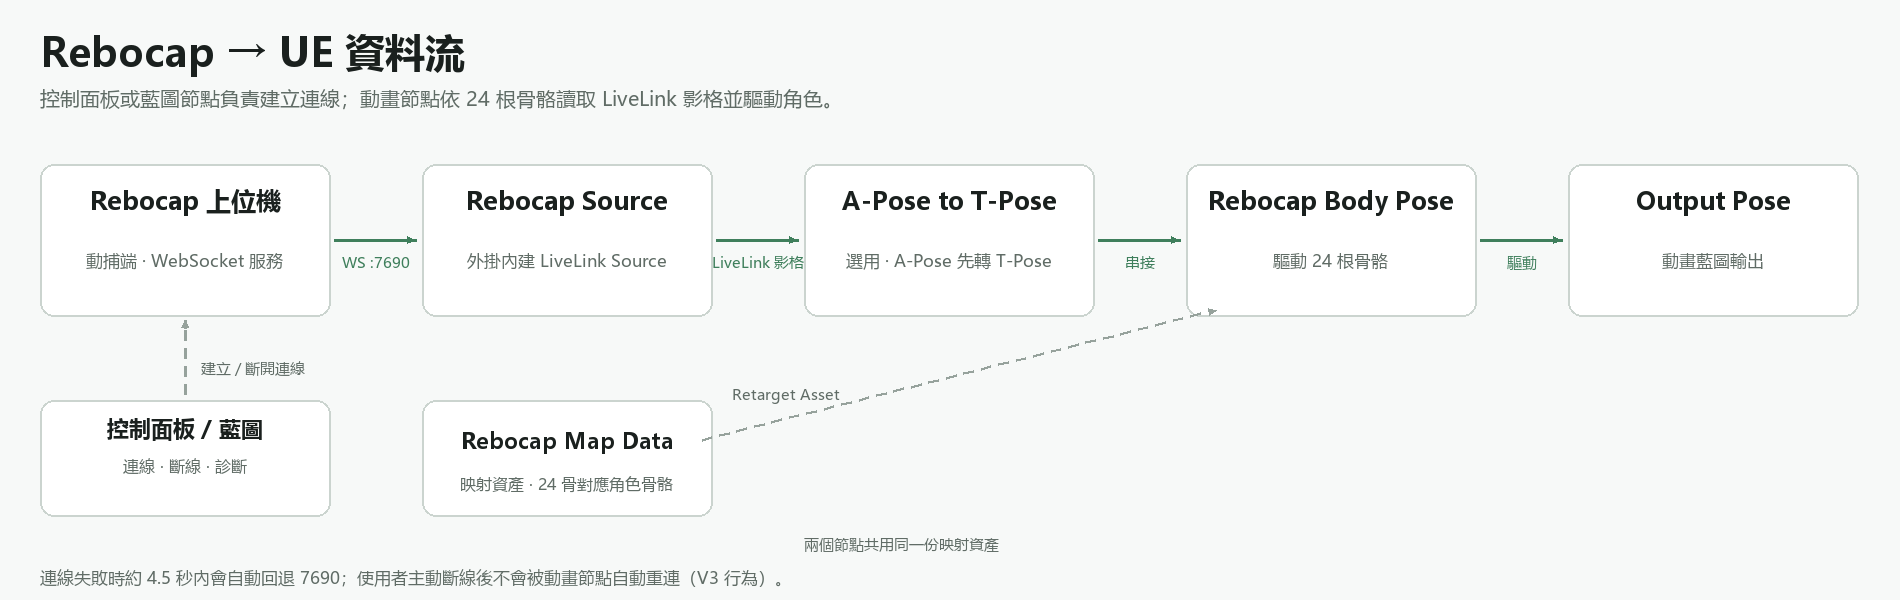 Rebocap → UE 資料流
控制面板或藍圖節點負責建立連線；動畫節點依 24 根骨骼讀取 LiveLink 影格並驅動角色。
Rebocap 上位機
動捕端 · WebSocket 服務
WS :7690
Rebocap Source
外掛內建 LiveLink Source
LiveLink 影格
A-Pose to T-Pose
選用 · A-Pose 先轉 T-Pose
串接
Rebocap Body Pose
驅動 24 根骨骼
驅動
Output Pose
動畫藍圖輸出
建立 / 斷開連線
控制面板 / 藍圖
連線 · 斷線 · 診斷
Retarget Asset
Rebocap Map Data
映射資產 · 24 骨對應角色骨骼
兩個節點共用同一份映射資產
連線失敗時約 4.5 秒內會自動回退 7690；使用者主動斷線後不會被動畫節點自動重連（V3 行為）。